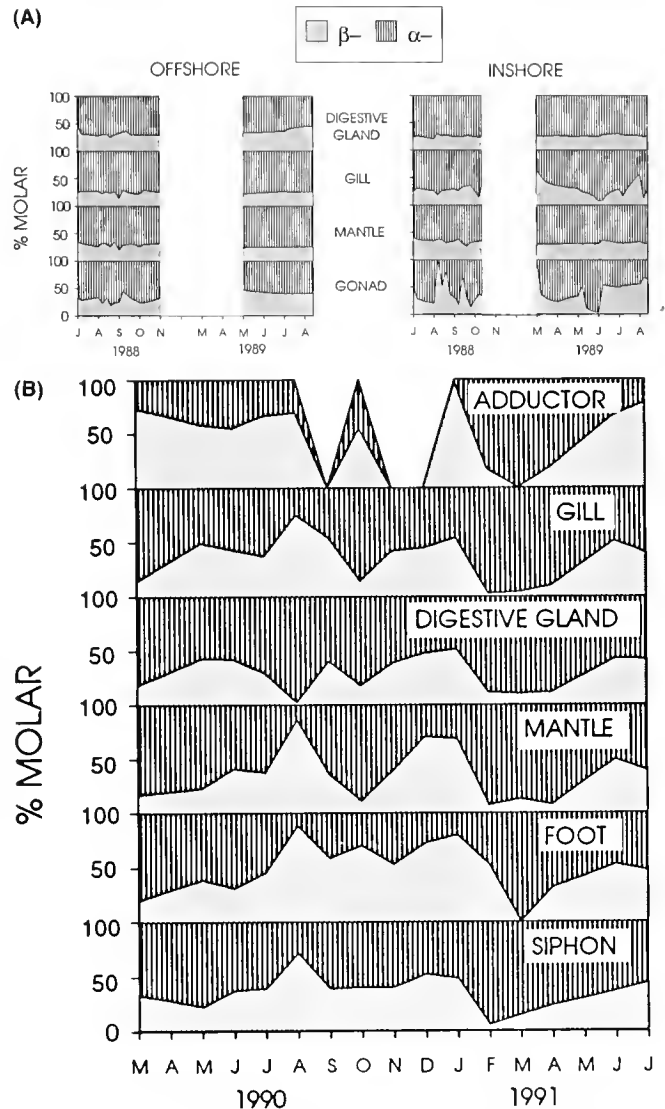 (A)
β– α–
OFFSHORE INSHORE
100
50
DIGESTIVE
GLAND
100
50
GILL
100
50
MANTLE
100
50
0
GONAD
% MOLAR
J A S O N M A M J J A
1988 1989
J A S O N M A M J J A
1988 1989
(B)
100
50
ADDUCTOR
100
50
GILL
100
50
DIGESTIVE GLAND
100
50
MANTLE
100
50
FOOT
100
50
0
SIPHON
% MOLAR
M A M J J A S O N D J F M A M J J
1990 1991